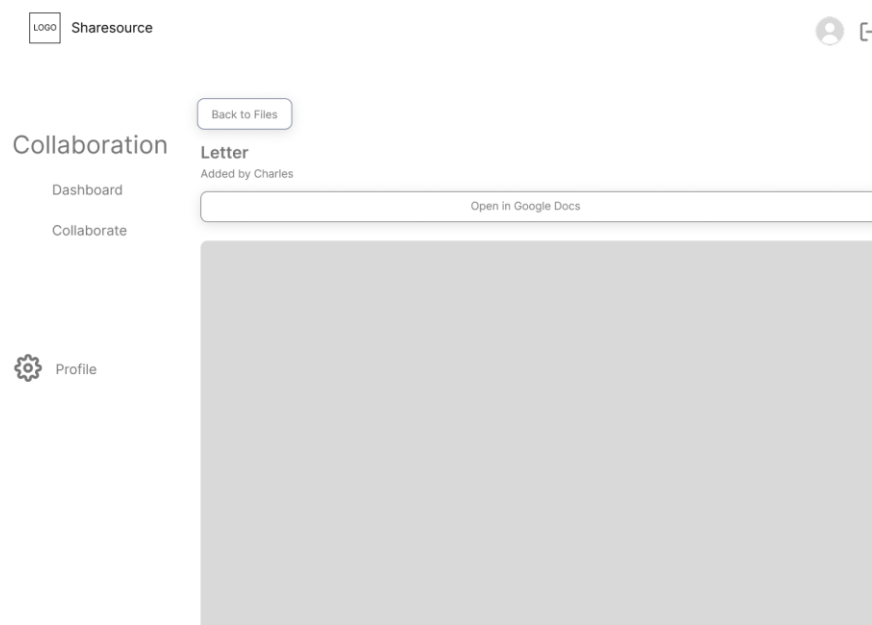 LOGO
Sharesource
Back to Files
Collaboration
Letter
Added by Charles
Dashboard
Open in Google Docs
Collaborate
Profile